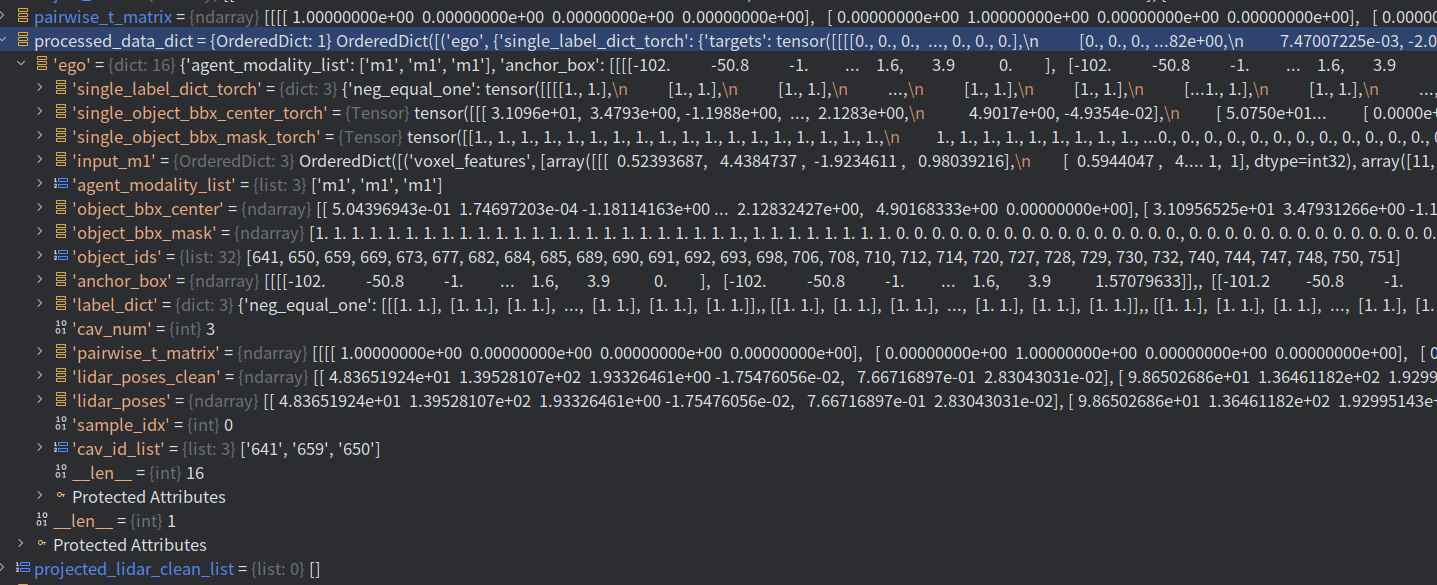 pairwise_t_matrix = {ndarray} [[[[ 1.00000000e+00 0.00000000e+00 0.00000000e+00 0.00000000e+00], [ 0.00000000e+00 1.00000000e+00 0.00000000e+00 0.00000000e+00], [ 0.0000
processed_data_dict = {OrderedDict: 1} OrderedDict([('ego', {'single_label_dict_torch': {'targets': tensor([[[[[0., 0., 0., ..., 0., 0., 0.],\n [0., 0., 0., ...82e+00,\n 7.47007225e-03, -2.0
'ego' = {dict: 16} {'agent_modality_list': ['m1', 'm1', 'm1'], 'anchor_box': [[[[-102. -50.8 -1. ... 1.6, 3.9 0. ], [-102. -50.8 -1. ... 1.6, 3.9
'single_label_dict_torch' = {dict: 3} {'neg_equal_one': tensor([[[[[1., 1.],\n [1., 1.],\n [1., 1.],\n ...,\n [1., 1.],\n [1., 1.],\n [...1., 1.],\n [1., 1.],\n ...,
'single_object_bbx_center_torch' = {Tensor} tensor([[[ 3.1096e+01, 3.4793e+00, -1.1988e+00, ..., 2.1283e+00,\n 4.9017e+00, -4.9354e-02],\n [ 5.0750e+01... [ 0.0000e+
'single_object_bbx_mask_torch' = {Tensor} tensor([[1., 1., 1., 1., 1., 1., 1., 1., 1., 1., 1., 1., 1., 1., 1., 1., 1., 1.,\n 1., 1., 1., 1., 1., 1., 1., 1., 1., ...0., 0., 0., 0., 0., 0., 0., 0., 0., 0., 0.,
'input_m1' = {OrderedDict: 3} OrderedDict([('voxel_features', [array([[[ 0.52393687, 4.4384737 , -1.9234611 , 0.98039216],\n [ 0.5944047 , 4.... 1, 1], dtype=int32), array([11,
'agent_modality_list' = {list: 3} ['m1', 'm1', 'm1']
'object_bbx_center' = {ndarray} [[ 5.04396943e-01 1.74697203e-04 -1.18114163e+00 ... 2.12832427e+00, 4.90168333e+00 0.00000000e+00], [ 3.10956525e+01 3.47931266e+00 -1.1
'object_bbx_mask' = {ndarray} [1. 1. 1. 1. 1. 1. 1. 1. 1. 1. 1. 1. 1. 1. 1. 1. 1. 1. 1. 1. 1. 1. 1. 1., 1. 1. 1. 1. 1. 1. 1. 1. 0. 0. 0. 0. 0. 0. 0. 0. 0. 0. 0. 0. 0. 0. 0. 0., 0. 0. 0. 0. 0. 0. 0. 0. 0. 0. 0. 0. 0. 0.
'object_ids' = {list: 32} [641, 650, 659, 669, 673, 677, 682, 684, 685, 689, 690, 691, 692, 693, 698, 706, 708, 710, 712, 714, 720, 727, 728, 729, 730, 732, 740, 744, 747, 748, 750, 751]
'anchor_box' = {ndarray} [[[[-102. -50.8 -1. ... 1.6, 3.9 0. ], [-102. -50.8 -1. ... 1.6, 3.9 1.57079633]],, [[-101.2 -50.8 -1.
'label_dict' = {dict: 3} {'neg_equal_one': [[[1. 1.], [1. 1.], [1. 1.], ..., [1. 1.], [1. 1.], [1. 1.]],, [[1. 1.], [1. 1.], [1. 1.], ..., [1. 1.], [1. 1.], [1. 1.]],, [[1. 1.], [1. 1.], [1. 1.], ..., [1. 1.], [1. 1.], [1.
'cav_num' = {int} 3
'pairwise_t_matrix' = {ndarray} [[[[ 1.00000000e+00 0.00000000e+00 0.00000000e+00 0.00000000e+00], [ 0.00000000e+00 1.00000000e+00 0.00000000e+00 0.00000000e+00], [ 0
'lidar_poses_clean' = {ndarray} [[ 4.83651924e+01 1.39528107e+02 1.93326461e+00 -1.75476056e-02, 7.66716897e-01 2.83043031e-02], [ 9.86502686e+01 1.36461182e+02 1.9299
'lidar_poses' = {ndarray} [[ 4.83651924e+01 1.39528107e+02 1.93326461e+00 -1.75476056e-02, 7.66716897e-01 2.83043031e-02], [ 9.86502686e+01 1.36461182e+02 1.92995143e+
'sample_idx' = {int} 0
'cav_id_list' = {list: 3} ['641', '659', '650']
__len__ = {int} 16
Protected Attributes
__len__ = {int} 1
Protected Attributes
projected_lidar_clean_list = {list: 0} []